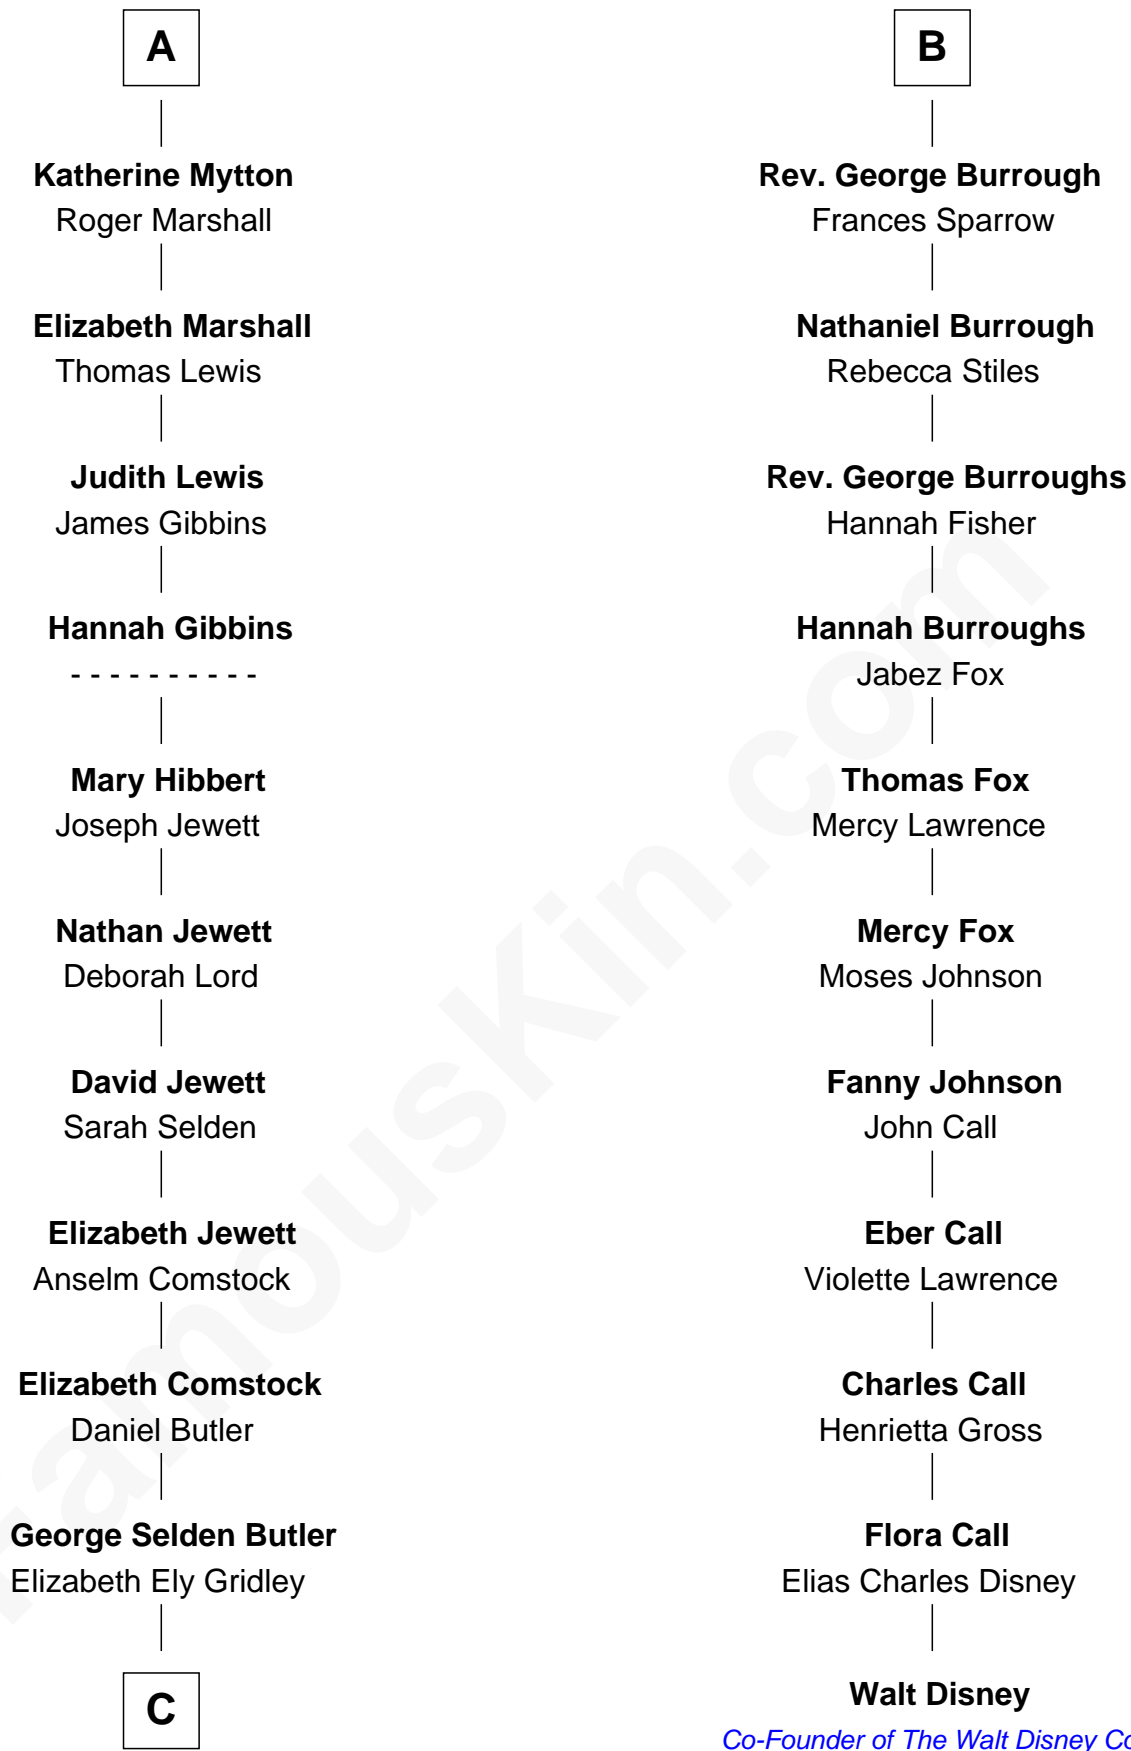 A
Katherine Mytton
Roger Marshall
Elizabeth Marshall
Thomas Lewis
Judith Lewis
James Gibbins
Hannah Gibbins
- - - - - - - - - -
Mary Hibbert
Joseph Jewett
Nathan Jewett
Deborah Lord
David Jewett
Sarah Selden
Elizabeth Jewett
Anselm Comstock
Elizabeth Comstock
Daniel Butler
George Selden Butler
Elizabeth Ely Gridley
C
B
Rev. George Burrough
Frances Sparrow
Nathaniel Burrough
Rebecca Stiles
Rev. George Burroughs
Hannah Fisher
Hannah Burroughs
Jabez Fox
Thomas Fox
Mercy Lawrence
Mercy Fox
Moses Johnson
Fanny Johnson
John Call
Eber Call
Violette Lawrence
Charles Call
Henrietta Gross
Flora Call
Elias Charles Disney
Walt Disney
Co-Founder of The Walt Disney Co
FamousKin.com